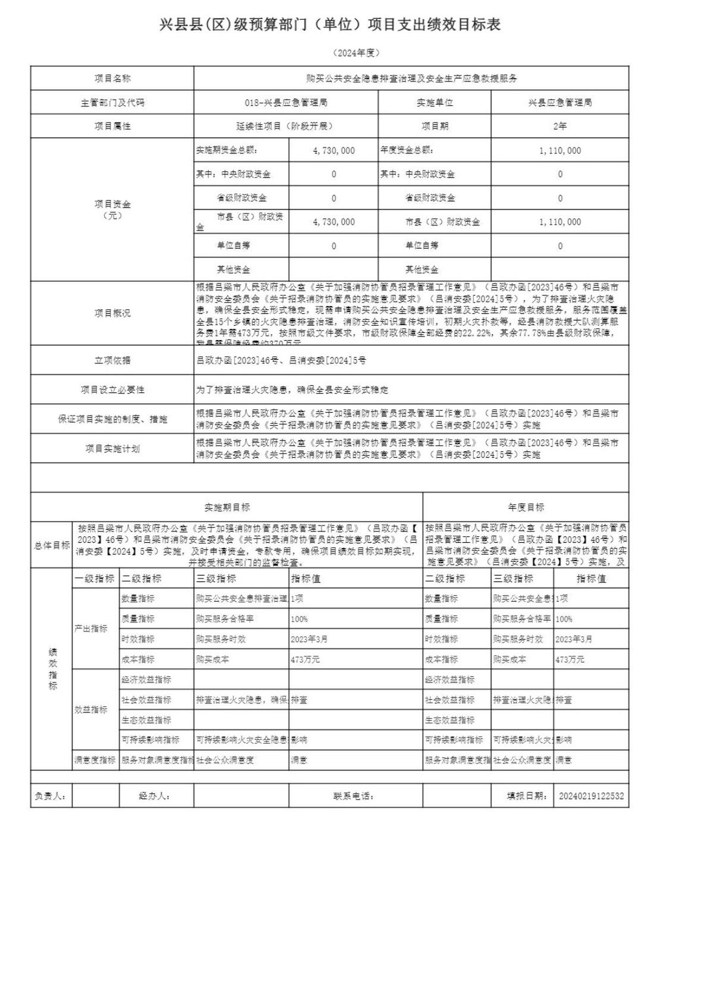 兴县县(区)级预算部门（单位）项目支出绩效目标表
（2024年度）
项目名称 购买公共安全隐患排查治理及安全生产应急救援服务
主管部门及代码 018-兴县应急管理局 实施单位 兴县应急管理局
项目属性 延续性项目（阶段开展） 项目期 2年
项目资金
（元）
实施期资金总额： 4,730,000 年度资金总额： 1,110,000
其中：中央财政资金 0 其中：中央财政资金 0
省级财政资金 0 省级财政资金 0
市县（区）财政资
金 4,730,000 市县（区）财政资金 1,110,000
单位自筹 0 单位自筹 0
其他资金 其他资金
项目概况
根据吕梁市人民政府办公室《关于加强消防协管员招录管理工作意见》（吕政办函[2023]46号）和吕梁市
消防安全委员会《关于招录消防协管员的实施意见要求》（吕消安委[2024]5号），为了排查治理火灾隐
患，确保全县安全形式稳定，现需申请购买公共安全隐患排查治理及安全生产应急救援服务，服务范围覆盖
全县15个乡镇的火灾隐患排查治理，消防安全知识宣传培训，初期火灾扑救等，经县消防救援大队测算服
务费1年需473万元，按照市级文件要求，市级财政保障全部经费的22.22%，其余77.78%由县级财政保障，
我县需保障经费约370万元
立项依据 吕政办函[2023]46号、吕消安委[2024]5号
项目设立必要性 为了排查治理火灾隐患，确保全县安全形式稳定
保证项目实施的制度、措施 根据吕梁市人民政府办公室《关于加强消防协管员招录管理工作意见》（吕政办函[2023]46号）和吕梁市
消防安全委员会《关于招录消防协管员的实施意见要求》（吕消安委[2024]5号）实施
项目实施计划 根据吕梁市人民政府办公室《关于加强消防协管员招录管理工作意见》（吕政办函[2023]46号）和吕梁市
消防安全委员会《关于招录消防协管员的实施意见要求》（吕消安委[2024]5号）实施
实施期目标 年度目标
总体目标
按照吕梁市人民政府办公室《关于加强消防协管员招录管理工作意见》（吕政办函【
2023】46号）和吕梁市消防安全委员会《关于招录消防协管员的实施意见要求》（吕
消安委【2024】5号）实施，及时申请资金，专款专用，确保项目绩效目标如期实现，
并接受相关部门的监督检查。
按照吕梁市人民政府办公室《关于加强消防协管员
招录管理工作意见》（吕政办函【2023】46号）和
吕梁市消防安全委员会《关于招录消防协管员的实
施意见要求》（吕消安委【2024】5号）实施，及
绩效指标
一级指标 二级指标 三级指标 指标值 二级指标 三级指标 指标值
产出指标
数量指标 购买公共安全患排查治理 1项 数量指标 购买公共安全患 1项
质量指标 购买服务合格率 100% 质量指标 购买服务合格率 100%
时效指标 购买服务时效 2023年3月 时效指标 购买服务时效 2023年3月
成本指标 购买成本 473万元 成本指标 购买成本 473万元
效益指标
经济效益指标 经济效益指标
社会效益指标 排查治理火灾隐患，确保 排查 社会效益指标 排查治理火灾隐 排查
生态效益指标 生态效益指标
可持续影响指标 可持续影响火灾安全隐患 影响 可持续影响指标 可持续影响火灾 影响
满意度指标 服务对象满意度指标 社会公众满意度 满意 服务对象满意度指 社会公众满意度 满意
负责人： 经办人： 联系电话： 填报日期： 20240219122532